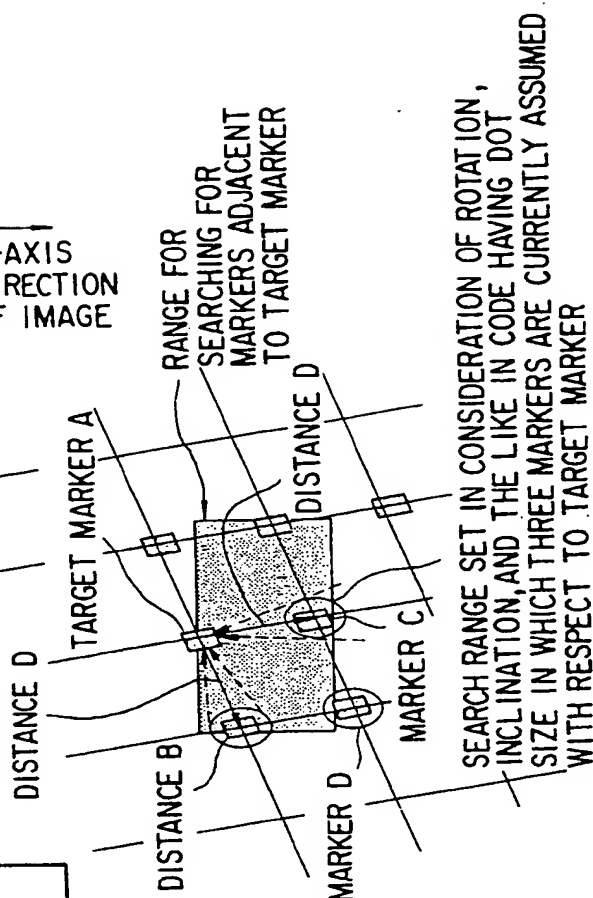 -AXIS
RECTION
F IMAGE
RANGE FOR
SEARCHING FOR
MARKERS ADJACENT
TO TARGET MARKER
TARGET MARKER A
DISTANCE D
DISTANCE D
DISTANCE B
MARKER D
MARKER C
SEARCH RANGE SET IN CONSIDERATION OF ROTATION,
INCLINATION, AND THE LIKE IN CODE HAVING DOT
SIZE IN WHICH THREE MARKERS ARE CURRENTLY ASSUMED
WITH RESPECT TO TARGET MARKER